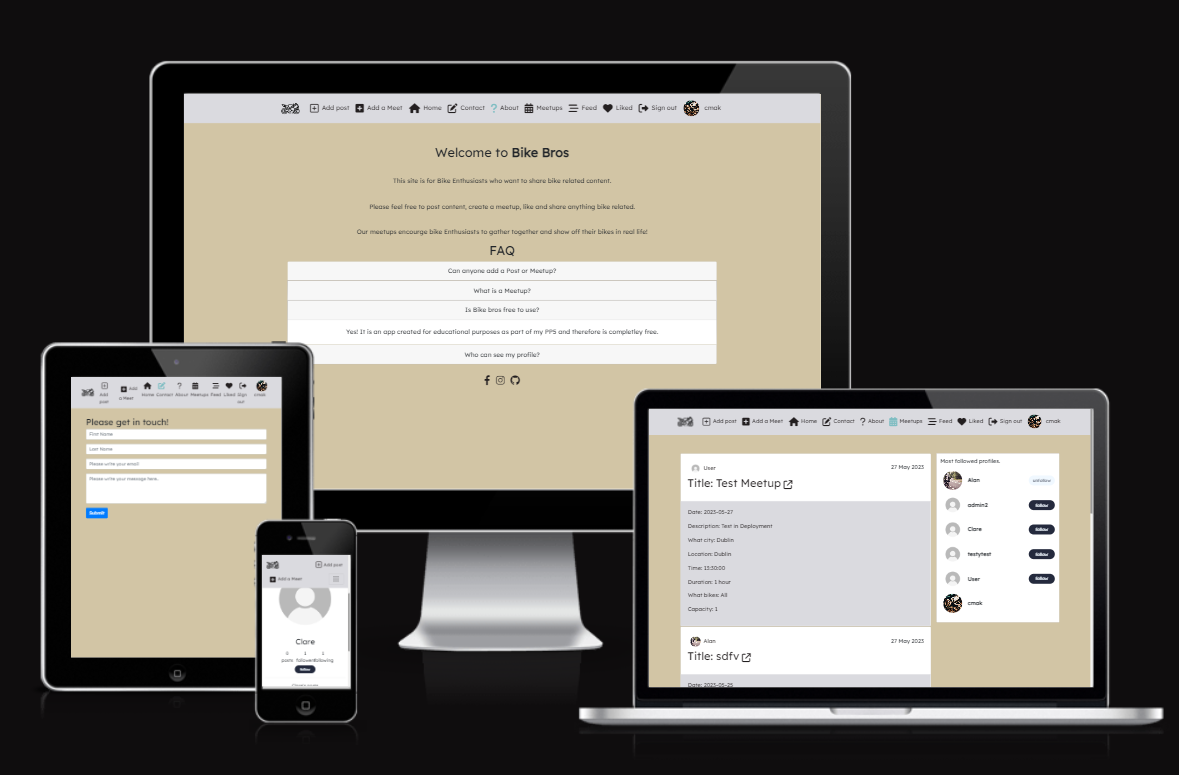 Add post Add a Meet Home Contact ? About Meetups Feed Liked Sign out cmak
Welcome to Bike Bros
This site is for Bike Enthusiasts who want to share bike related content.
Please feel free to post content, create a meetup, like and share anything bike related.
Our meetups encourge bike Enthusiasts to gather together and show off their bikes in real life!
FAQ
Can anyone add a Post or Meetup?
What is a Meetup?
Is Bike bros free to use?
Yes! It is an app created for educational purposes as part of my PP5 and therefore is completley free.
Who can see my profile?
Add post Add a Meet Home Contact ? About Meetups Feed Liked Sign out cmak
Please get in touch!
First Name
Last Name
Please write your email!
Please write your message here.
Submit
Add post
Add a Meet
Clare
0 1 1
posts followers following
follow
Add post Add a Meet Home Contact ? About Meetups Feed Liked Sign out cmak
User 27 May 2023
Title: Test Meetup
Date: 2023-05-27
Description: Test in Deployment
What city: Dublin
Location: Dublin
Time: 13:30:00
Duration: 1 hour
What bikes: All
Capacity: 1
Alan 27 May 2023
Title: sdfv
Date: 2023-05-25
Most followed profiles.
Alan unfollow
admin3 follow
Clare follow
testytest follow
User follow
cmak